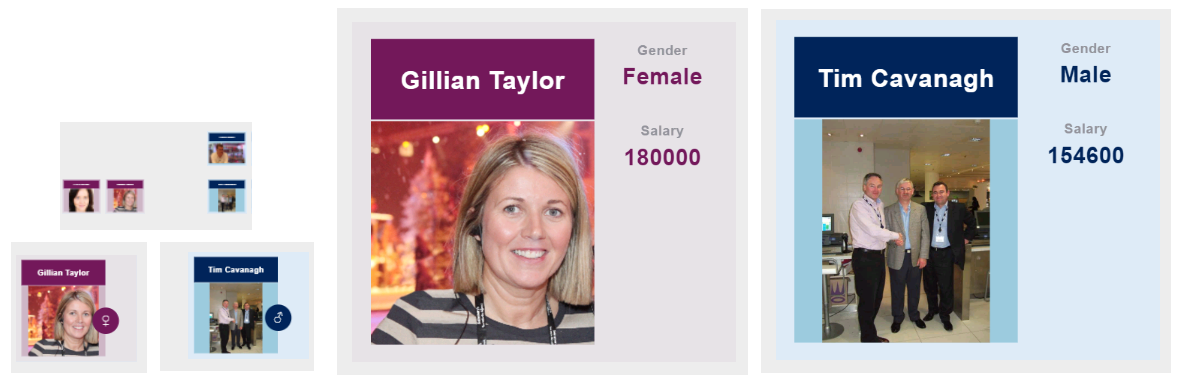 Gillian Taylor
Gender
Female
Salary
180000
Tim Cavanagh
Gender
Male
Salary
154600
Gillian Taylor
Tim Cavanagh